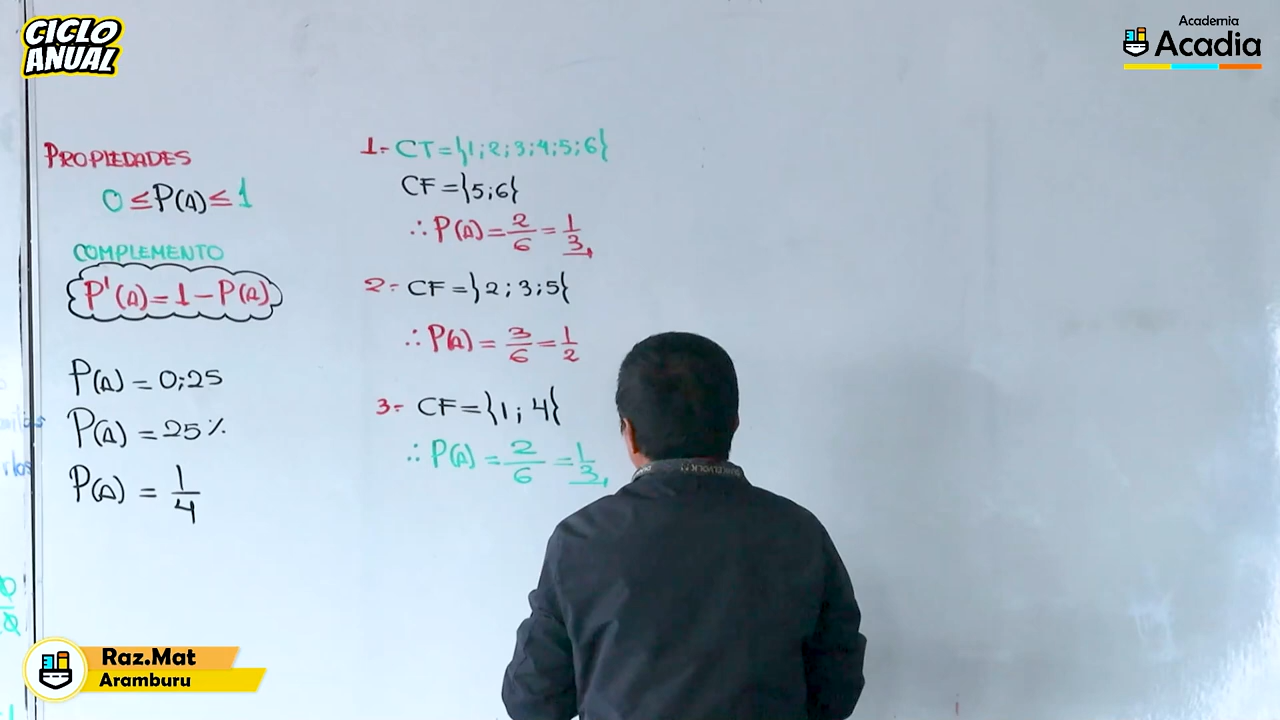 CICLO
ANUAL
Academia
Acadia
PROPIEDADES
0 ≤ P(A) ≤ 1
COMPLEMENTO
P'(A) = 1 - P(A)
P(A) = 0,25
P(A) = 25%
P(A) = 1/4
1- CT = {1; 2; 3; 4; 5; 6}
CF = {5; 6}
∴ P(A) = 2/6 = 1/3
2- CF = {2; 3; 5}
∴ P(A) = 3/6 = 1/2
3- CF = {1; 4}
∴ P(A) = 2/6 = 1/3
Raz.Mat
Aramburu